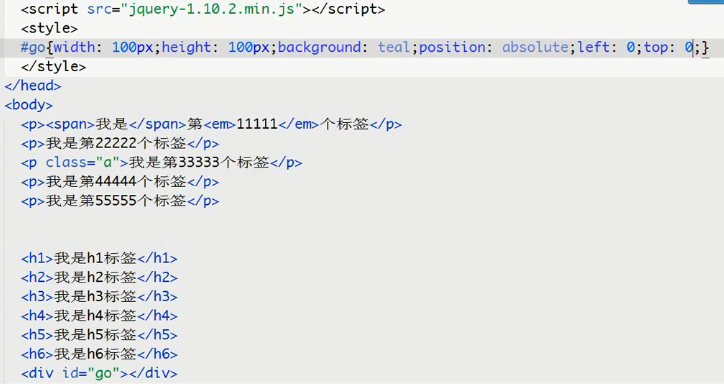 <script src="jquery-1.10.2.min.js"></script>
<style>
#go{width: 100px;height: 100px;background: teal;position: absolute;left: 0;top: 0;}
</style>
</head>
<body>
<p><span>我是</span>第<em>11111</em>个标签</p>
<p>我是第22222个标签</p>
<p class="a">我是第33333个标签</p>
<p>我是第44444个标签</p>
<p>我是第55555个标签</p>
<h1>我是h1标签</h1>
<h2>我是h2标签</h2>
<h3>我是h3标签</h3>
<h4>我是h4标签</h4>
<h5>我是h5标签</h5>
<h6>我是h6标签</h6>
<div id="go"></div>